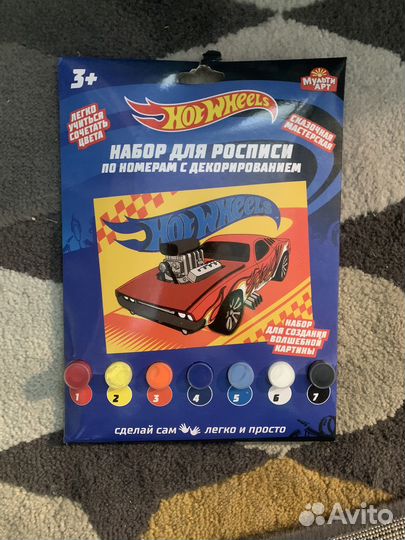 3+
МУЛЬТИ
АРТ
HOT WHEELS
ЛЕГКО
УЧИТЬСЯ
СОЧЕТАТЬ
ЦВЕТА
СКАЗОЧНАЯ
МАСТЕРСКАЯ
НАБОР ДЛЯ РОСПИСИ
ПО НОМЕРАМ С ДЕКОРИРОВАНИЕМ
HOT WHEELS
НАБОР
ДЛЯ СОЗДАНИЯ
ВОЛШЕБНОЙ
КАРТИНЫ
1 2 3 4 5 6 7
СДЕЛАЙ САМ ЛЕГКО И ПРОСТО
Avito